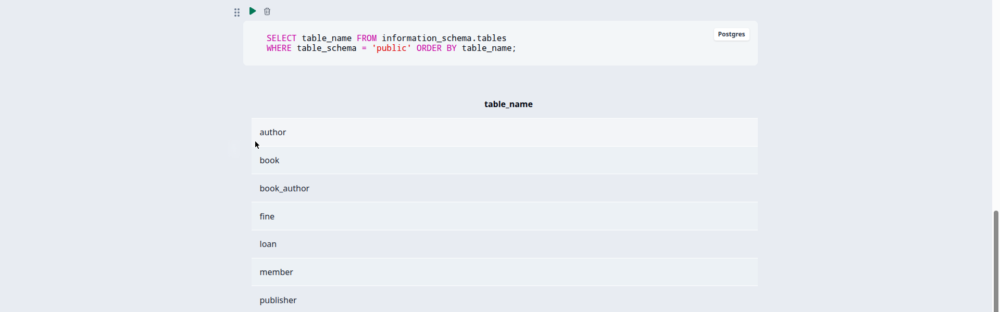 SELECT table_name FROM information_schema.tables
WHERE table_schema = 'public' ORDER BY table_name;
Postgres
table_name
author
book
book_author
fine
loan
member
publisher